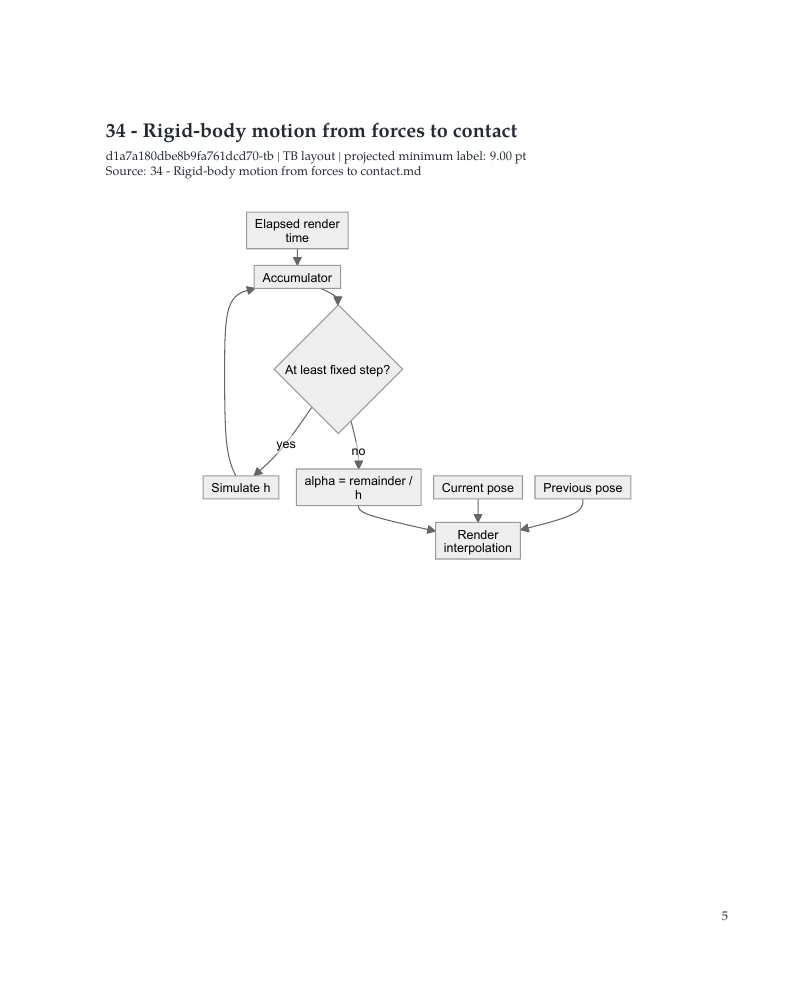 34 - Rigid-body motion from forces to contact
d1a7a180dbe8b9fa761dcd70-tb | TB layout | projected minimum label: 9.00 pt
Source: 34 - Rigid-body motion from forces to contact.md
Elapsed render
time
Accumulator
At least fixed step?
yes
no
Simulate h
alpha = remainder /
h
Current pose
Previous pose
Render
interpolation
5